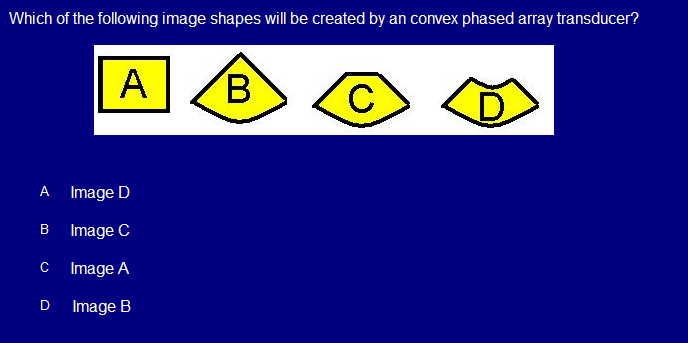 Which of the following image shapes will be created by an convex phased array transducer?
A B C D
A Image D
B Image C
C Image A
D Image B